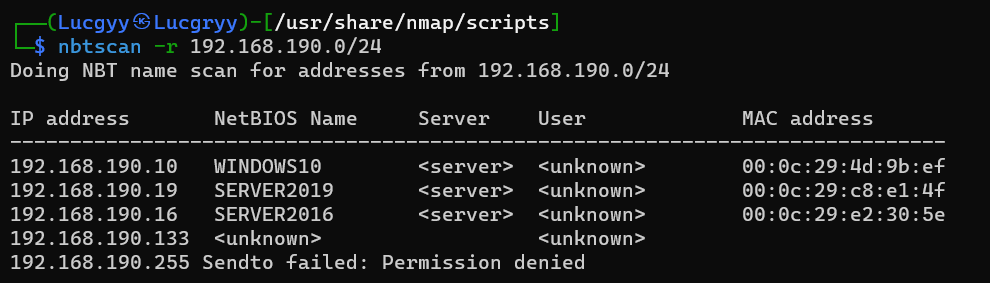 ┌──(Lucgyy㉿Lucgryy)-[/usr/share/nmap/scripts]
└─$ nbtscan -r 192.168.190.0/24
Doing NBT name scan for addresses from 192.168.190.0/24

IP address       NetBIOS Name     Server    User             MAC address
------------------------------------------------------------------------------
192.168.190.10   WINDOWS10        <server>  <unknown>        00:0c:29:4d:9b:ef
192.168.190.19   SERVER2019       <server>  <unknown>        00:0c:29:c8:e1:4f
192.168.190.16   SERVER2016       <server>  <unknown>        00:0c:29:e2:30:5e
192.168.190.133  <unknown>                  <unknown>
192.168.190.255 Sendto failed: Permission denied